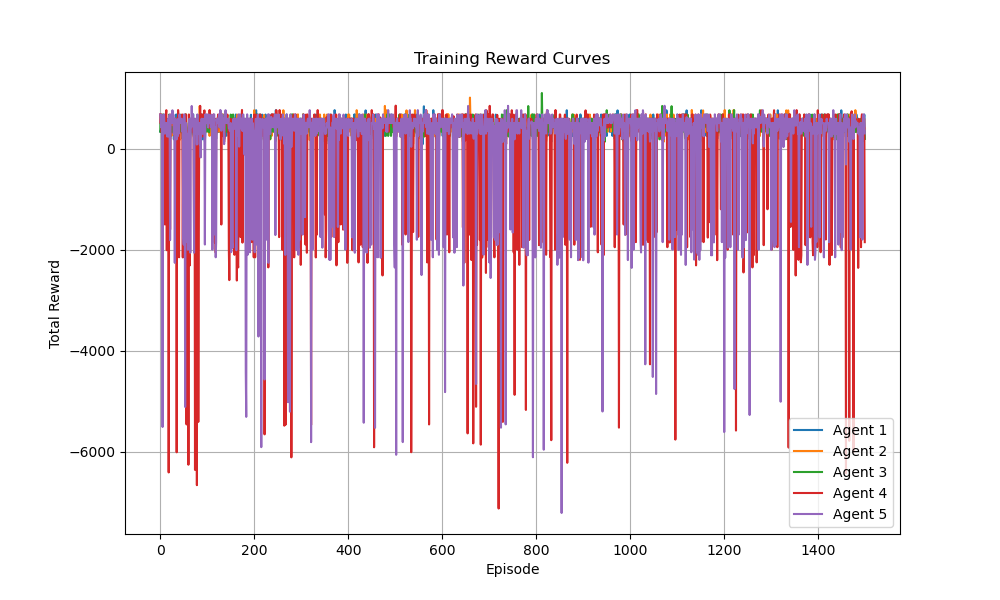 Training Reward Curves
Total Reward
0
−2000
−4000
−6000
0 200 400 600 800 1000 1200 1400
Episode
Agent 1
Agent 2
Agent 3
Agent 4
Agent 5